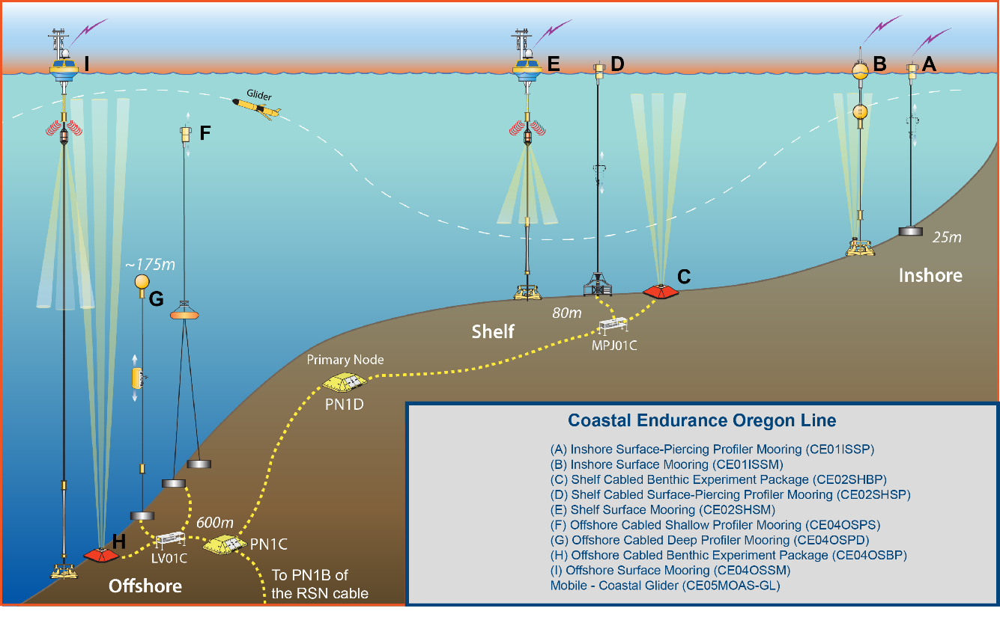 I
E
D
B
A
Glider
F
~175m
G
C
25m
Inshore
80m
Shelf
MPJ01C
Primary Node
PN1D
600m
H
PN1C
LV01C
Offshore
To PN1B of
the RSN cable
Coastal Endurance Oregon Line
(A) Inshore Surface-Piercing Profiler Mooring (CE01ISSP)
(B) Inshore Surface Mooring (CE01ISSM)
(C) Shelf Cabled Benthic Experiment Package (CE02SHBP)
(D) Shelf Cabled Surface-Piercing Profiler Mooring (CE02SHSP)
(E) Shelf Surface Mooring (CE02SHSM)
(F) Offshore Cabled Shallow Profiler Mooring (CE04OSPS)
(G) Offshore Cabled Deep Profiler Mooring (CE04OSPD)
(H) Offshore Cabled Benthic Experiment Package (CE04OSBP)
(I) Offshore Surface Mooring (CE04OSSM)
Mobile - Coastal Glider (CE05MOAS-GL)